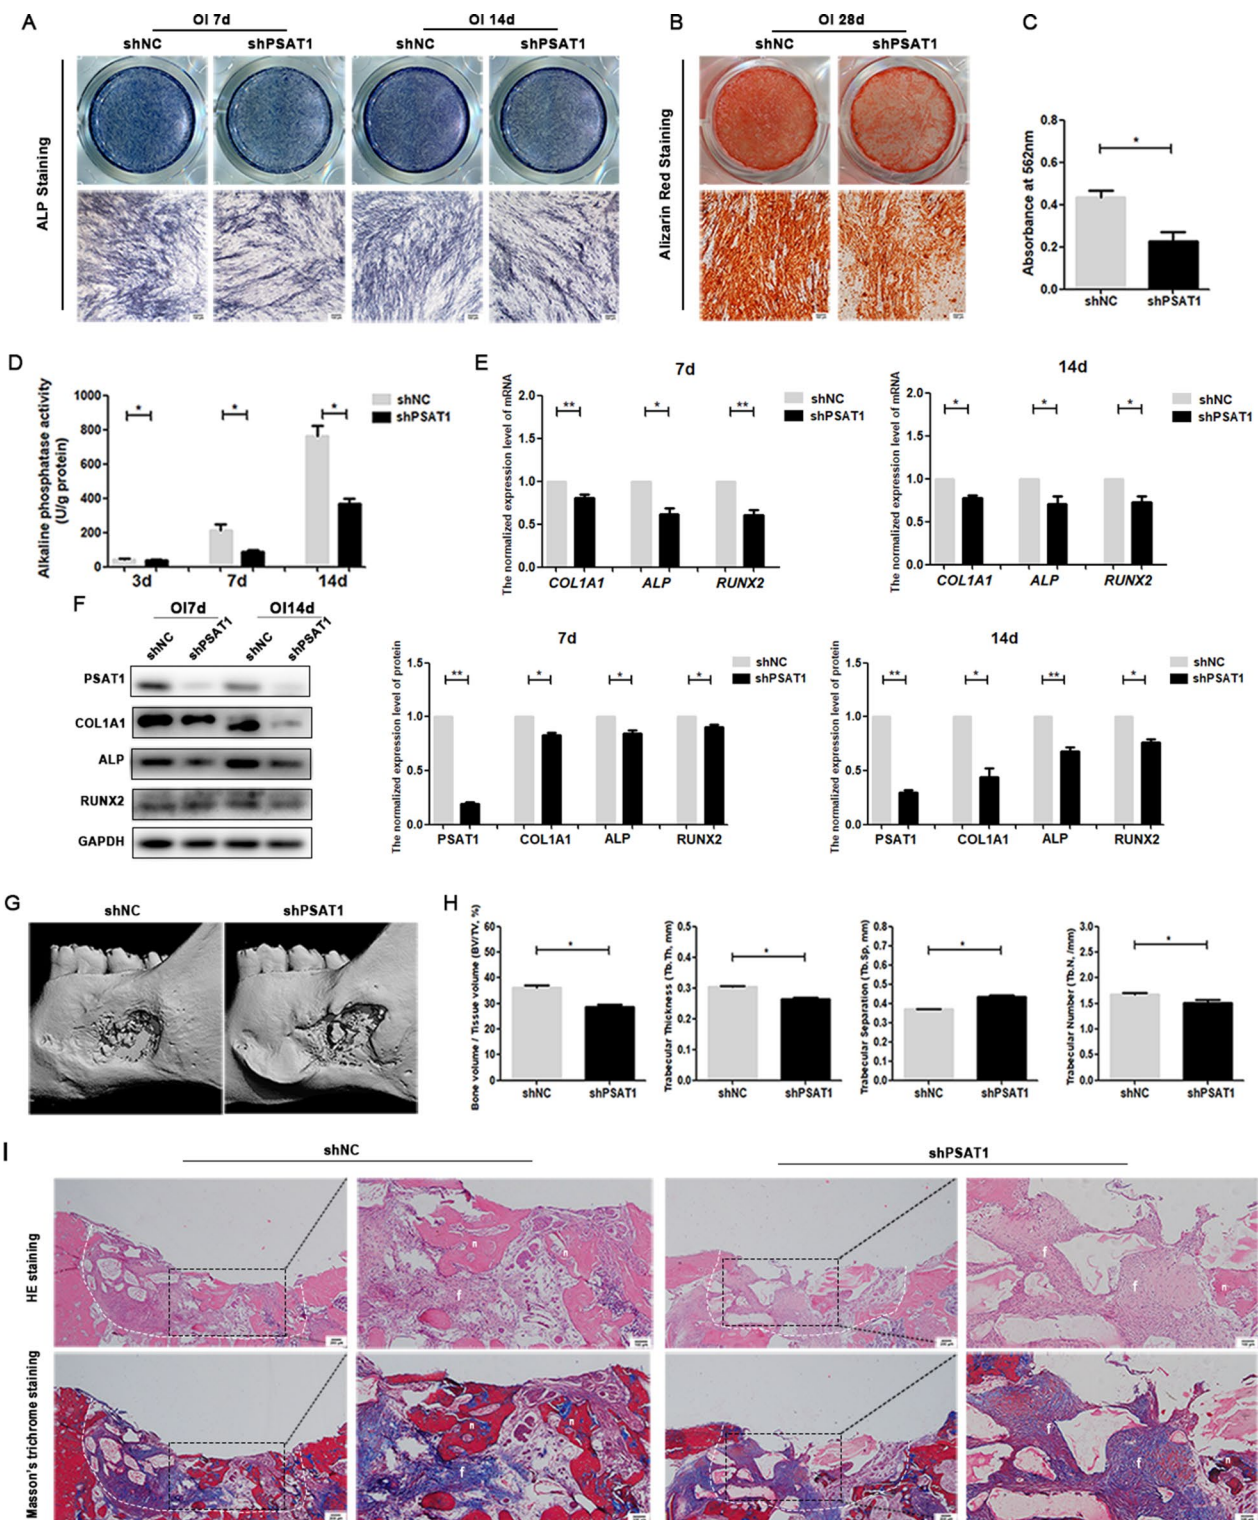 A
OI 7d
OI 14d
shNC
shPSAT1
shNC
shPSAT1
ALP Staining
B
OI 28d
shNC
shPSAT1
Alizarin Red Staining
C
Absorbance at 562nm
0.8
0.6
0.4
0.2
0.0
*
shNC
shPSAT1
D
Alkaline phosphatase activity
(U/g protein)
1000
800
600
400
200
0
*
*
*
3d
7d
14d
shNC
shPSAT1
E
7d
The normalized expression level of mRNA
2.0
1.5
1.0
0.5
0.0
**
*
**
COL1A1
ALP
RUNX2
shNC
shPSAT1
14d
The normalized expression level of mRNA
2.0
1.5
1.0
0.5
0.0
*
*
*
COL1A1
ALP
RUNX2
shNC
shPSAT1
F
OI7d
OI14d
shNC
shPSAT1
shNC
shPSAT1
PSAT1
COL1A1
ALP
RUNX2
GAPDH
7d
The normalized expression level of protein
1.5
1.0
0.5
0.0
**
*
*
*
PSAT1
COL1A1
ALP
RUNX2
shNC
shPSAT1
14d
The normalized expression level of protein
1.5
1.0
0.5
0.0
**
*
**
*
PSAT1
COL1A1
ALP
RUNX2
shNC
shPSAT1
G
shNC
shPSAT1
H
Bone volume / Tissue volume (BV/TV, %)
60
50
40
30
20
10
0
*
shNC
shPSAT1
Trabecular Thickness (Tb.Th, mm)
0.5
0.4
0.3
0.2
0.1
0.0
*
shNC
shPSAT1
Trabecular Separation (Tb.Sp, mm)
0.8
0.7
0.6
0.5
0.4
0.3
0.2
0.1
0.0
*
shNC
shPSAT1
Trabecular Number (Tb.N, /mm)
3.0
2.5
2.0
1.5
1.0
0.5
0.0
*
shNC
shPSAT1
I
shNC
shPSAT1
HE staining
n
n
f
f
f
n
Masson's trichrome staining
n
n
f
f
f
n